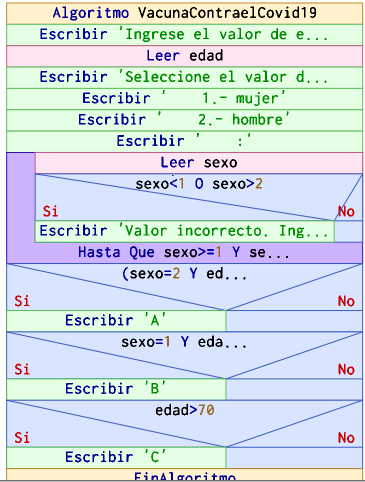 Algoritmo VacunaContraelCovid19
Escribir 'Ingrese el valor de e...
Leer edad
Escribir 'Seleccione el valor d...
Escribir '    1.- mujer'
Escribir '    2.- hombre'
Escribir '    :'
Leer sexo
sexo<1 O sexo>2
Si No
Escribir 'Valor incorrecto. Ing...
Hasta Que sexo>=1 Y se...
(sexo=2 Y ed...
Si No
Escribir 'A'
sexo=1 Y eda...
Si No
Escribir 'B'
edad>70
Si No
Escribir 'C'
FinAlgoritmo